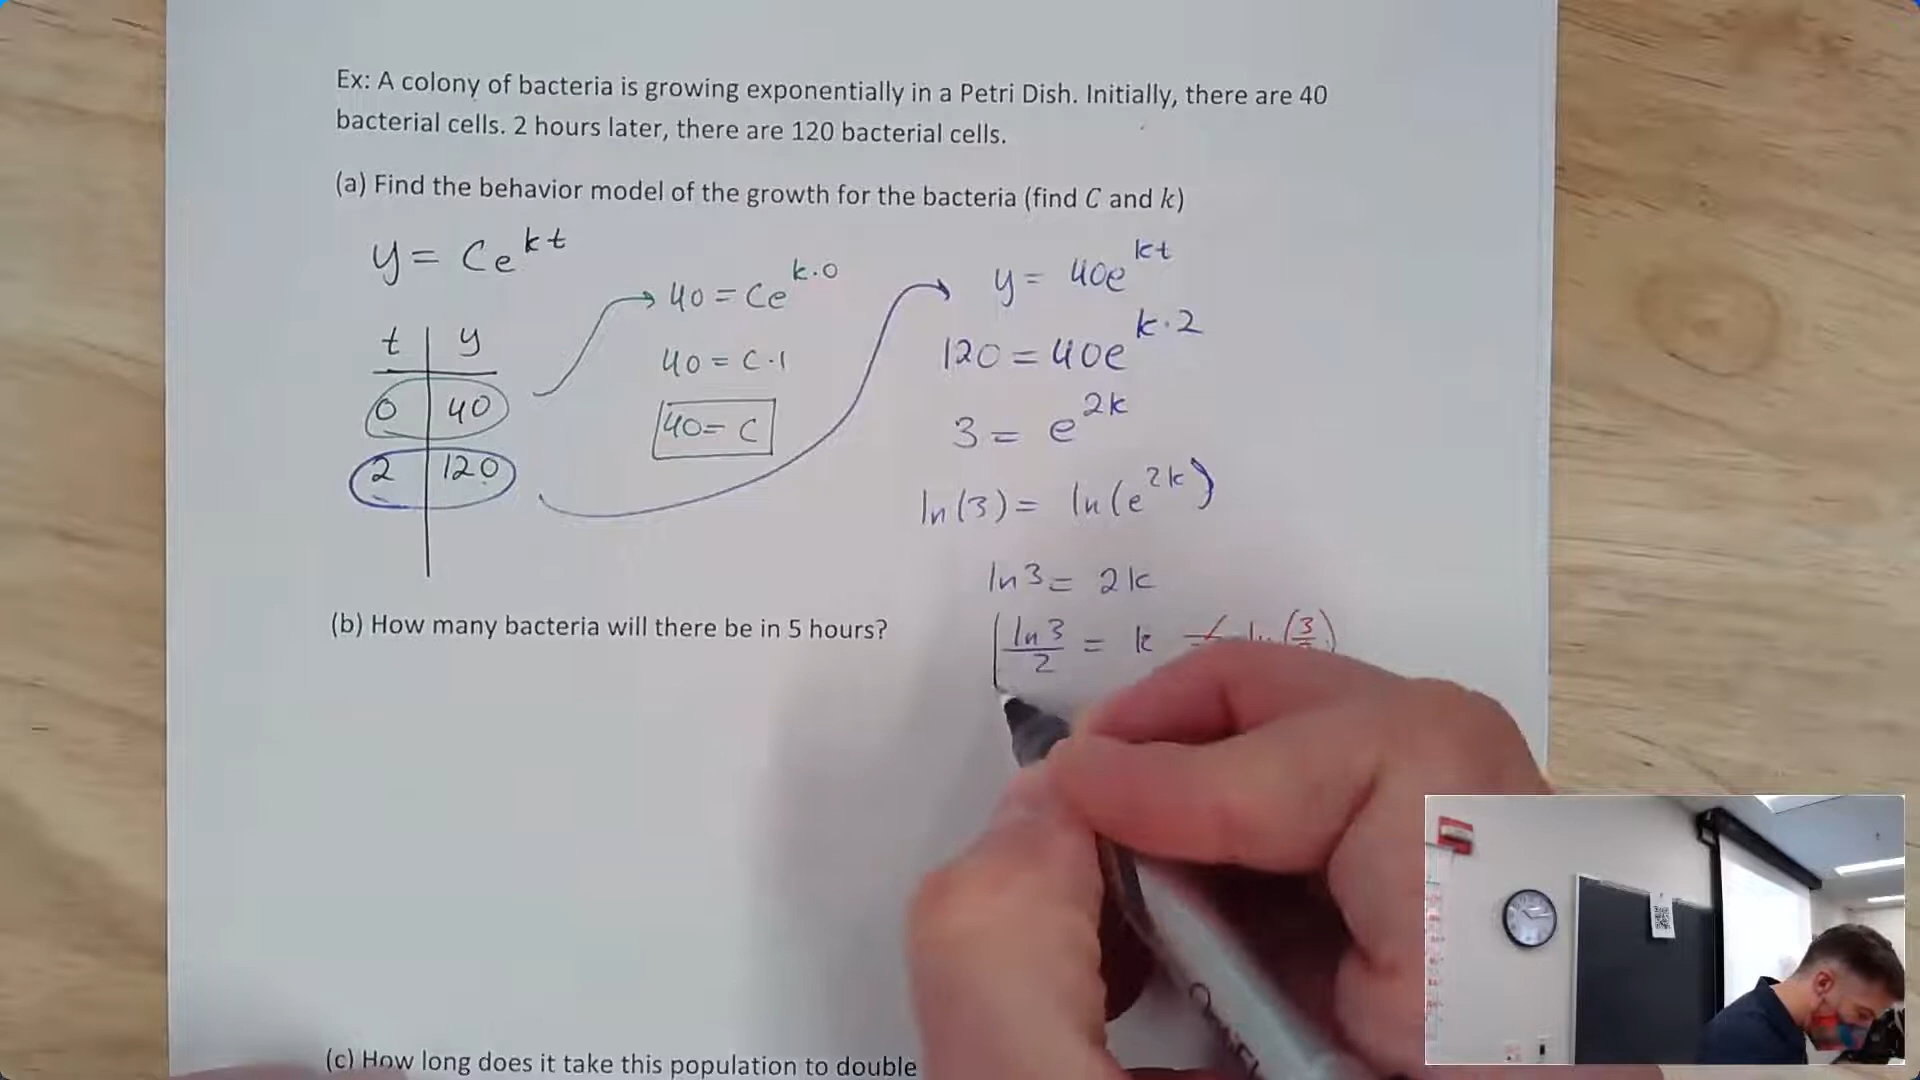 Ex: A colony of bacteria is growing exponentially in a Petri Dish. Initially, there are 40
bacterial cells. 2 hours later, there are 120 bacterial cells.
(a) Find the behavior model of the growth for the bacteria (find C and k)
y = Ce^{kt}
t | y
0 | 40
2 | 120
40 = Ce^{k·0}
40 = C·1
40 = C
y = 40e^{kt}
120 = 40e^{k·2}
3 = e^{2k}
ln(3) = ln(e^{2k})
ln3 = 2k
\frac{ln 3}{2} = k
(b) How many bacteria will there be in 5 hours?
(c) How long does it take this population to double